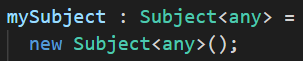 mySubject : Subject<any> =
new Subject<any>();